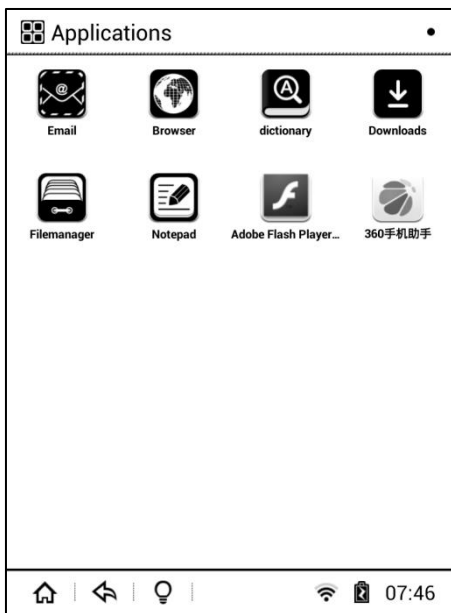 Applications
Email
Browser
dictionary
Downloads
Filemanager
Notepad
Adobe Flash Player...
360手机助手
07:46